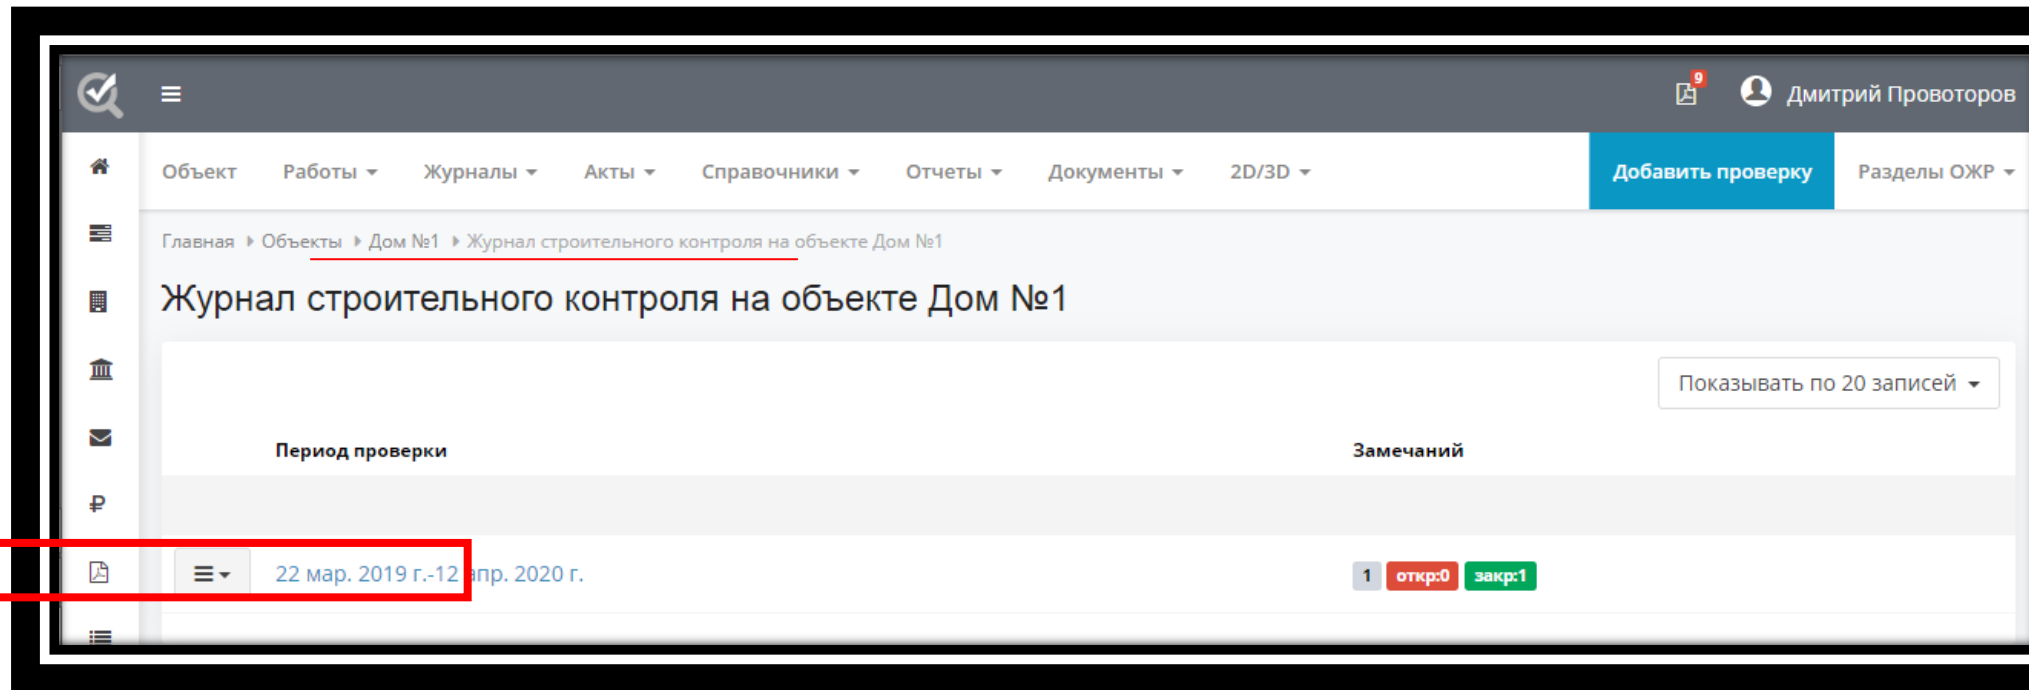 9
Дмитрий Провоторов
Объект Работы Журналы Акты Справочники Отчеты Документы 2D/3D Добавить проверку Разделы ОЖР
Главная Объекты Дом №1 Журнал строительного контроля на объекте Дом №1
Журнал строительного контроля на объекте Дом №1
Показывать по 20 записей
Период проверки Замечаний
22 мар. 2019 г.-12 апр. 2020 г. 1 откр:0 закр:1